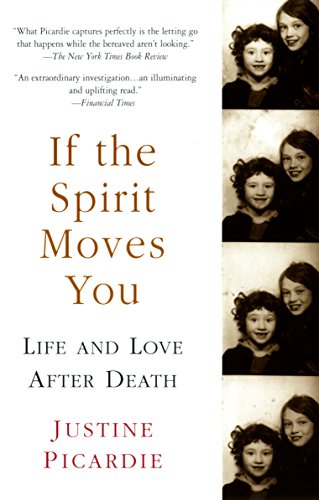 "What Picardie captures perfectly is the letting go
that happens while the bereaved aren't looking."
—The New York Times Book Review
"An extraordinary investigation...an illuminating
and uplifting read."
—Financial Times
If the
Spirit
Moves
You
Life and Love
After Death
Justine
Picardie